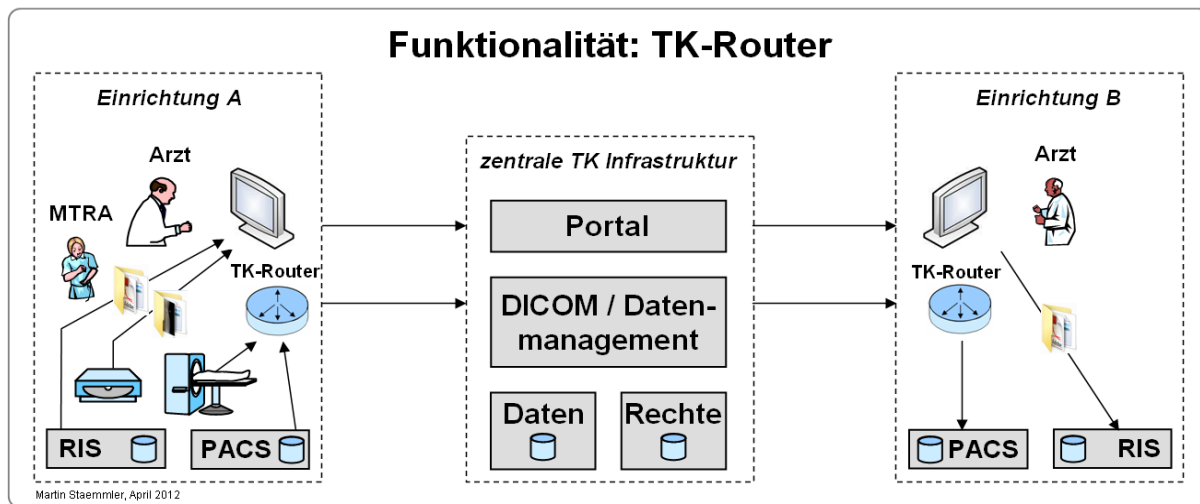 Funktionalität: TK-Router
Einrichtung A
Arzt
MTRA
TK-Router
RIS
PACS
zentrale TK Infrastruktur
Portal
DICOM / Daten-
management
Daten
Rechte
Einrichtung B
Arzt
TK-Router
PACS
RIS
Martin Staemmler, April 2012